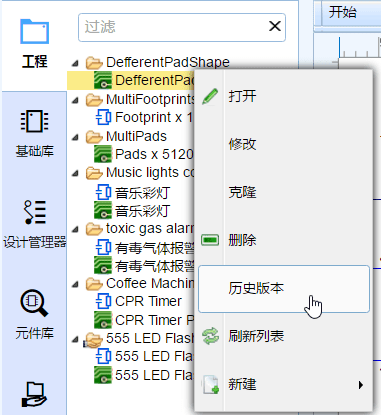 工程
基础库
设计管理器
元件库
过滤
开始
DefferentPadShape
DefferentPad
MultiFootprints
Footprint x 1
MultiPads
Pads x 5120
Music lights co
音乐彩灯
音乐彩灯
toxic gas alarm
有毒气体报警
有毒气体报警
Coffee Machin
CPR Timer
CPR Timer P
555 LED Flash
555 LED Fla
555 LED Fla
打开
修改
克隆
删除
历史版本
刷新列表
新建